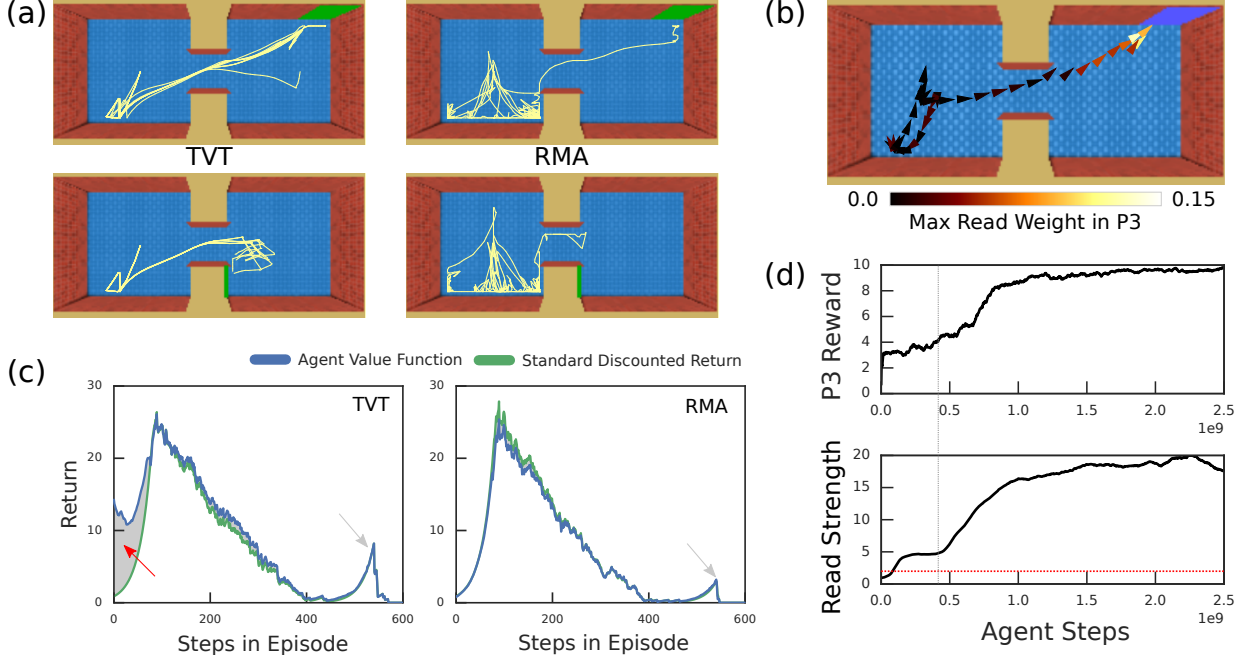 (a)
TVT
RMA
(b)
0.0
0.15
Max Read Weight in P3
(c)
Agent Value Function
Standard Discounted Return
30
20
10
0
Return
TVT
0
200
400
600
Steps in Episode
30
20
10
0
RMA
0
200
400
600
Steps in Episode
(d)
P3 Reward
10
8
6
4
2
0
0.0
0.5
1.0
1.5
2.0
2.5
1e9
Read Strength
20
15
10
5
0
0.0
0.5
1.0
1.5
2.0
2.5
1e9
Agent Steps